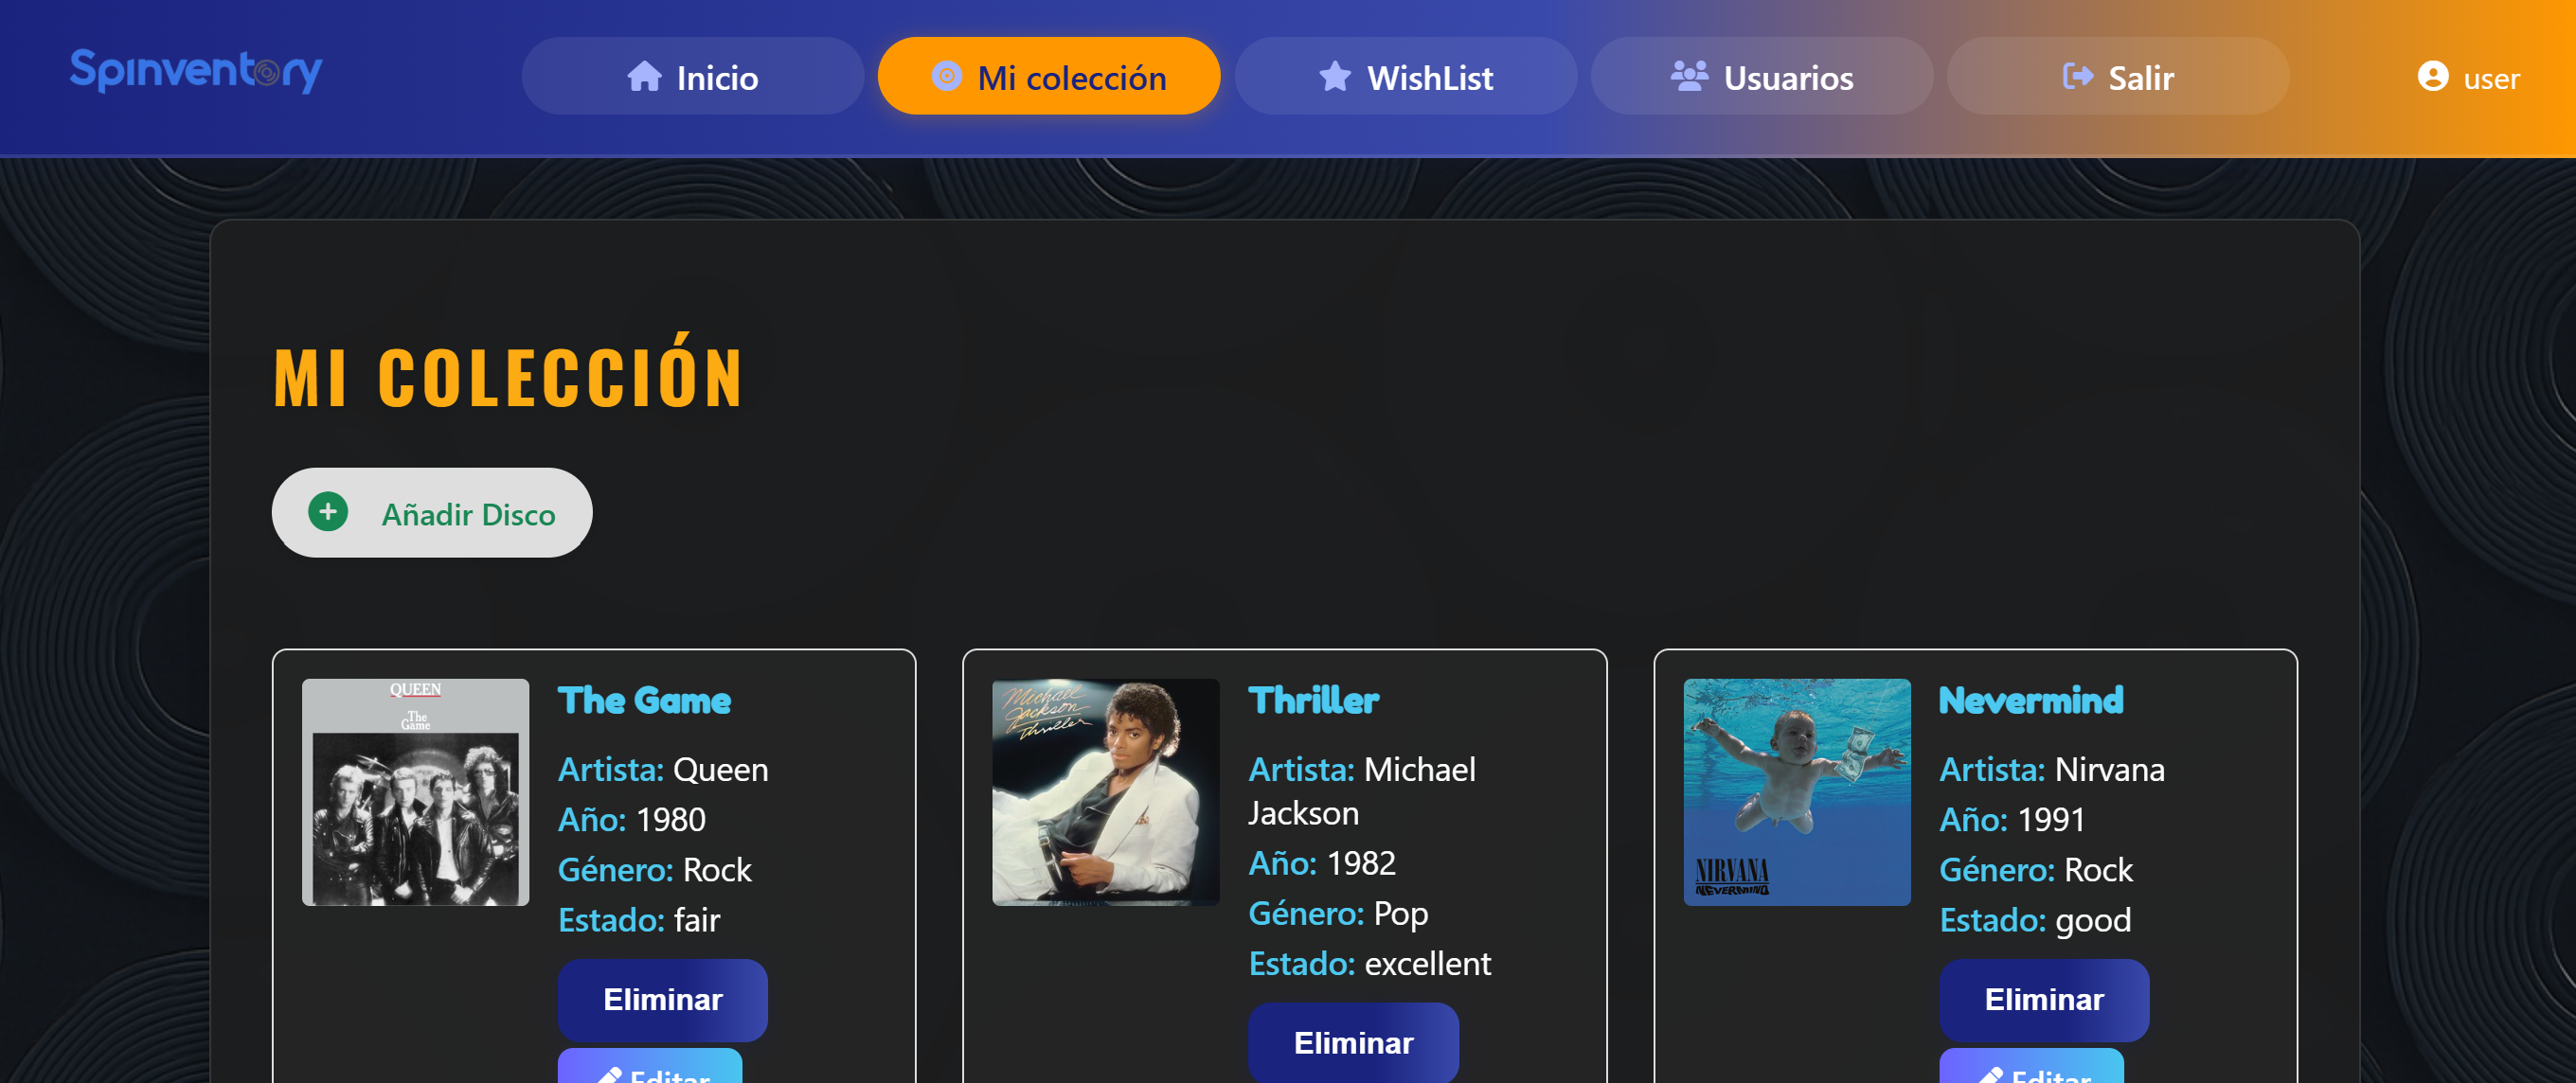 Spinventory
Inicio
Mi colección
WishList
Usuarios
Salir
user
MI COLECCIÓN
Añadir Disco
QUEEN
The
Game
The Game
Artista: Queen
Año: 1980
Género: Rock
Estado: fair
Eliminar
Editar
Michael
Jackson
Thriller
Thriller
Artista: Michael
Jackson
Año: 1982
Género: Pop
Estado: excellent
Eliminar
NIRVANA
NEVERMIND
Nevermind
Artista: Nirvana
Año: 1991
Género: Rock
Estado: good
Eliminar
Editar